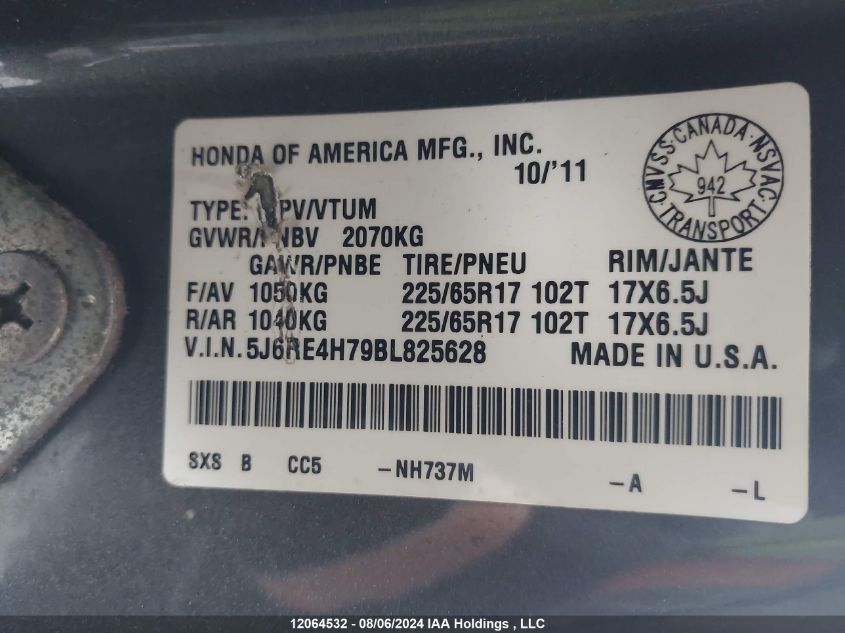 HONDA OF AMERICA MFG., INC.
10/'11
TYPE: PV/VTUM
GVWR/PNBV 2070KG
GAWR/PNBE TIRE/PNEU RIM/JANTE
F/AV 1050KG 225/65R17 102T 17X6.5J
R/AR 1040KG 225/65R17 102T 17X6.5J
V.I.N. 5J6RE4H79BL825628 MADE IN U.S.A.
SXS B CC5 -NH737M -A -L
CMVSS·CANADA·NSVAC·TRANSPORT·
942
12064532 - 08/06/2024 IAA Holdings , LLC